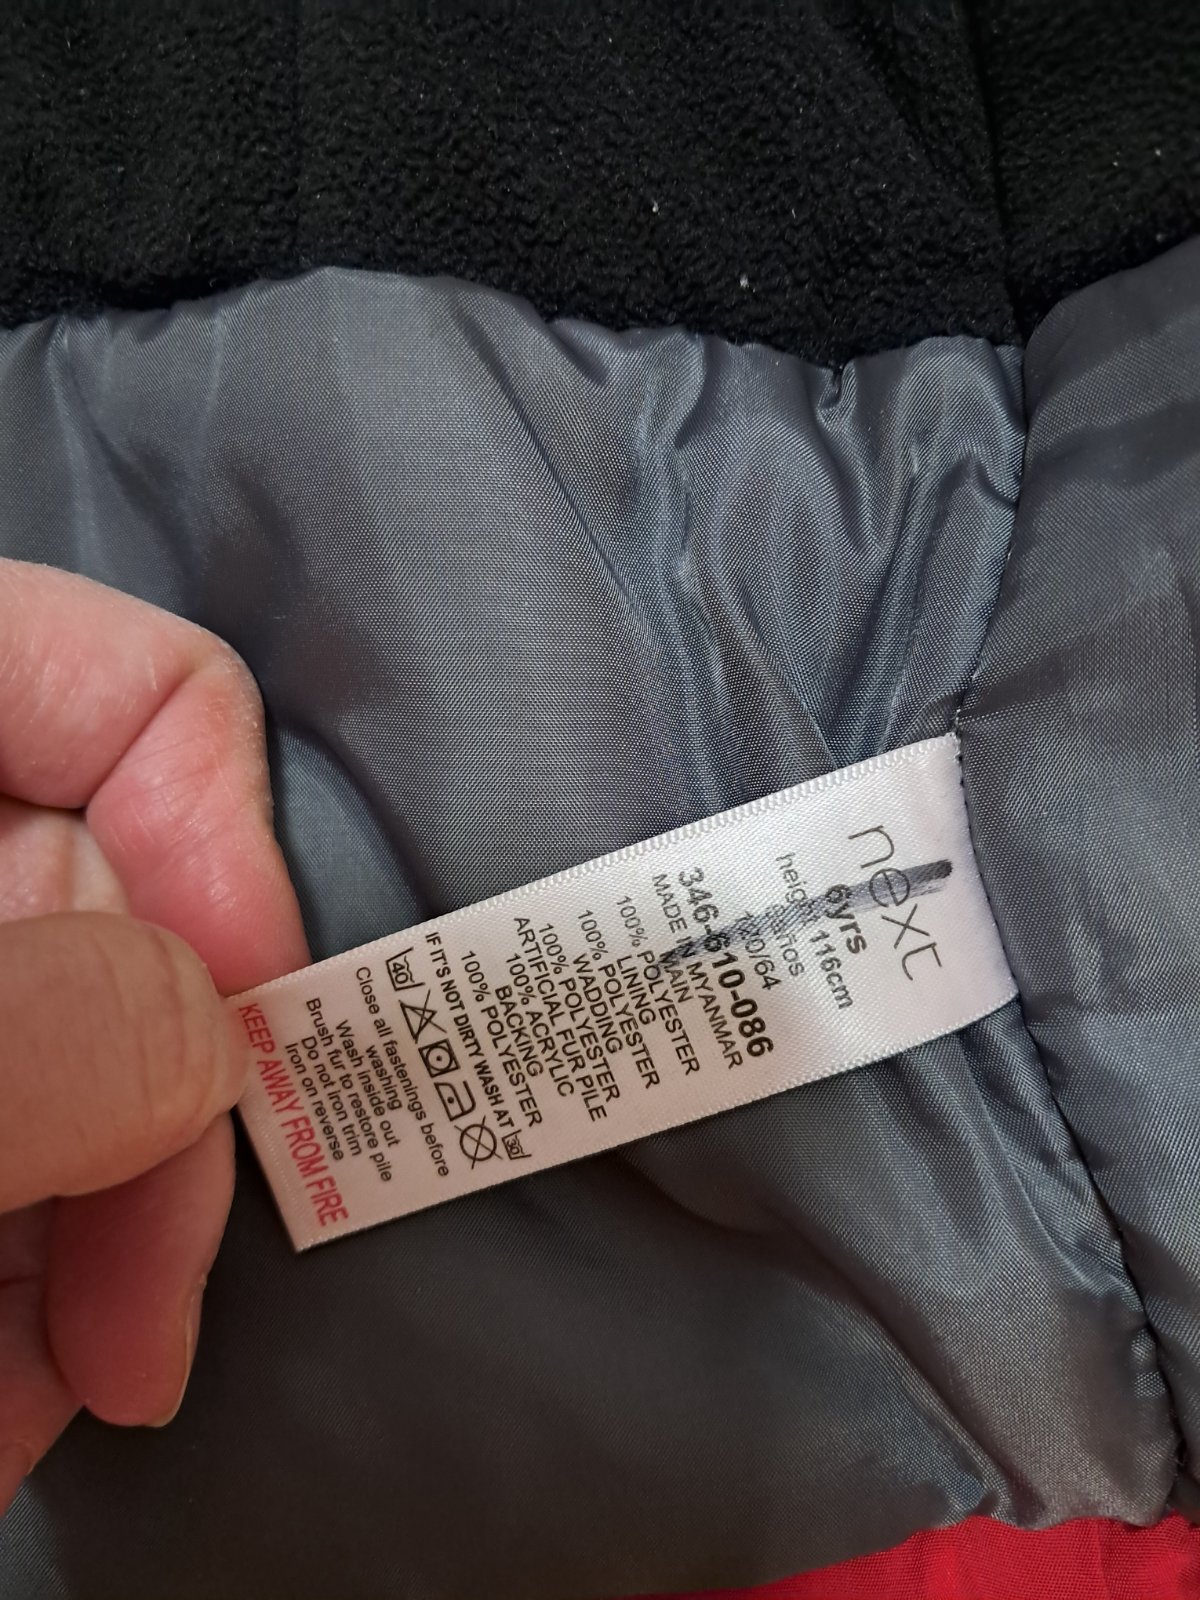 next
6yrs
height 116cm
6años
120/64
346-610-086
MADE IN MYANMAR
MAIN
100% POLYESTER
LINING
100% POLYESTER
WADDING
100% POLYESTER
ARTIFICIAL FUR PILE
100% ACRYLIC
BACKING
100% POLYESTER
IF IT'S NOT DIRTY WASH AT 30
40
Close all fastenings before
washing
Wash inside out
Brush fur to restore pile
Do not iron trim
Iron on reverse
KEEP AWAY FROM FIRE